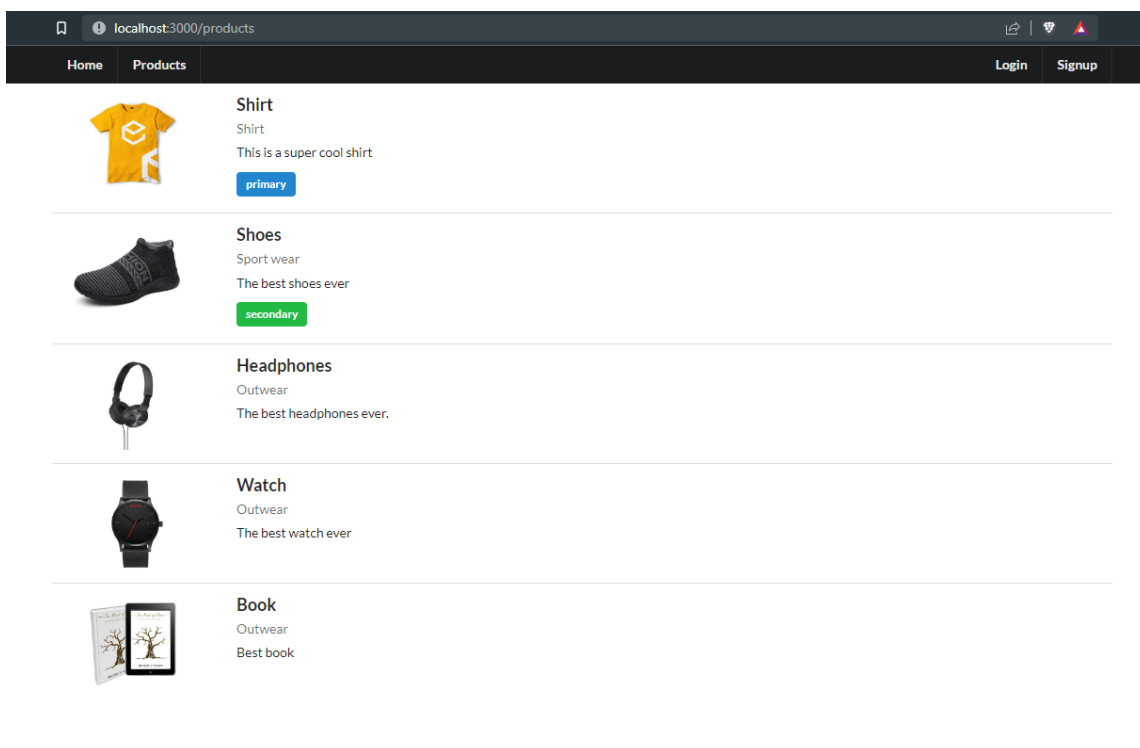 localhost:3000/products
Home Products Login Signup
Shirt
Shirt
This is a super cool shirt
primary
Shoes
Sport wear
The best shoes ever
secondary
Headphones
Outwear
The best headphones ever.
Watch
Outwear
The best watch ever
Book
Outwear
Best book